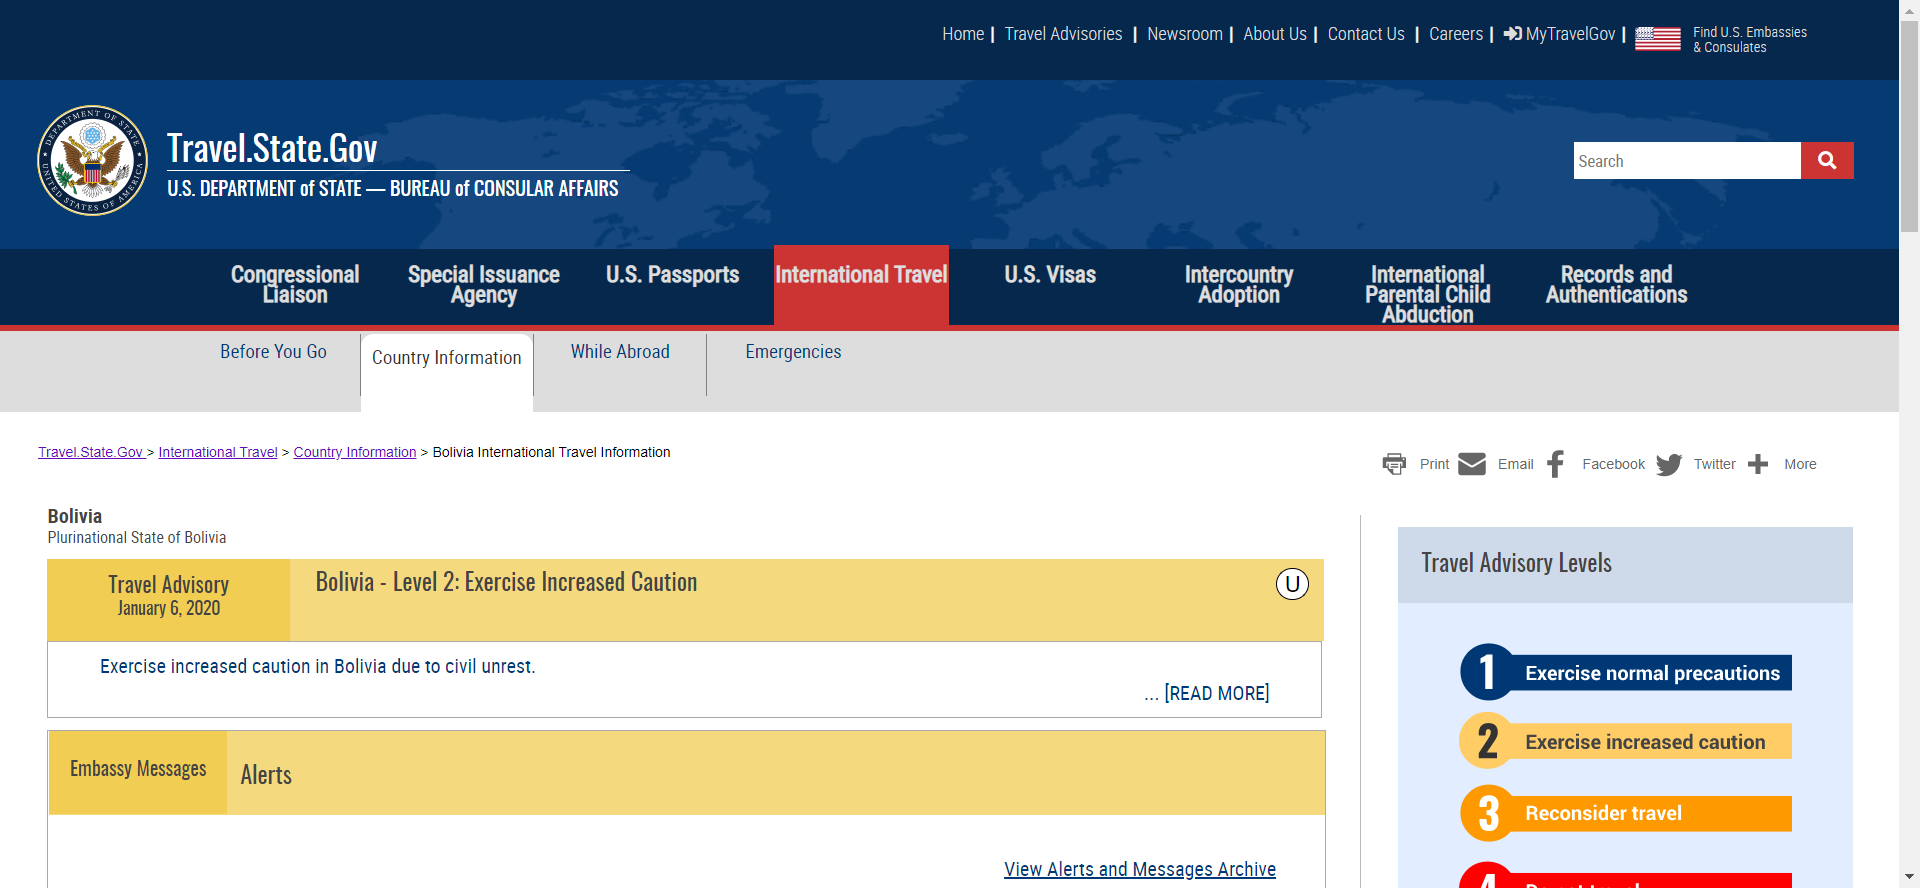 Home | Travel Advisories | Newsroom | About Us | Contact Us | Careers | MyTravelGov | Find U.S. Embassies
& Consulates
DEPARTMENT OF STATE
UNITED STATES OF AMERICA
Travel.State.Gov
U.S. DEPARTMENT of STATE — BUREAU of CONSULAR AFFAIRS
Search
Congressional
Liaison
Special Issuance
Agency
U.S. Passports
International Travel
U.S. Visas
Intercountry
Adoption
International
Parental Child
Abduction
Records and
Authentications
Before You Go
Country Information
While Abroad
Emergencies
Travel.State.Gov > International Travel > Country Information > Bolivia International Travel Information
Print Email Facebook Twitter More
Bolivia
Plurinational State of Bolivia
Travel Advisory
January 6, 2020
Bolivia - Level 2: Exercise Increased Caution
U
Exercise increased caution in Bolivia due to civil unrest.
... [READ MORE]
Embassy Messages
Alerts
View Alerts and Messages Archive
Travel Advisory Levels
1 Exercise normal precautions
2 Exercise increased caution
3 Reconsider travel
4 Do not travel